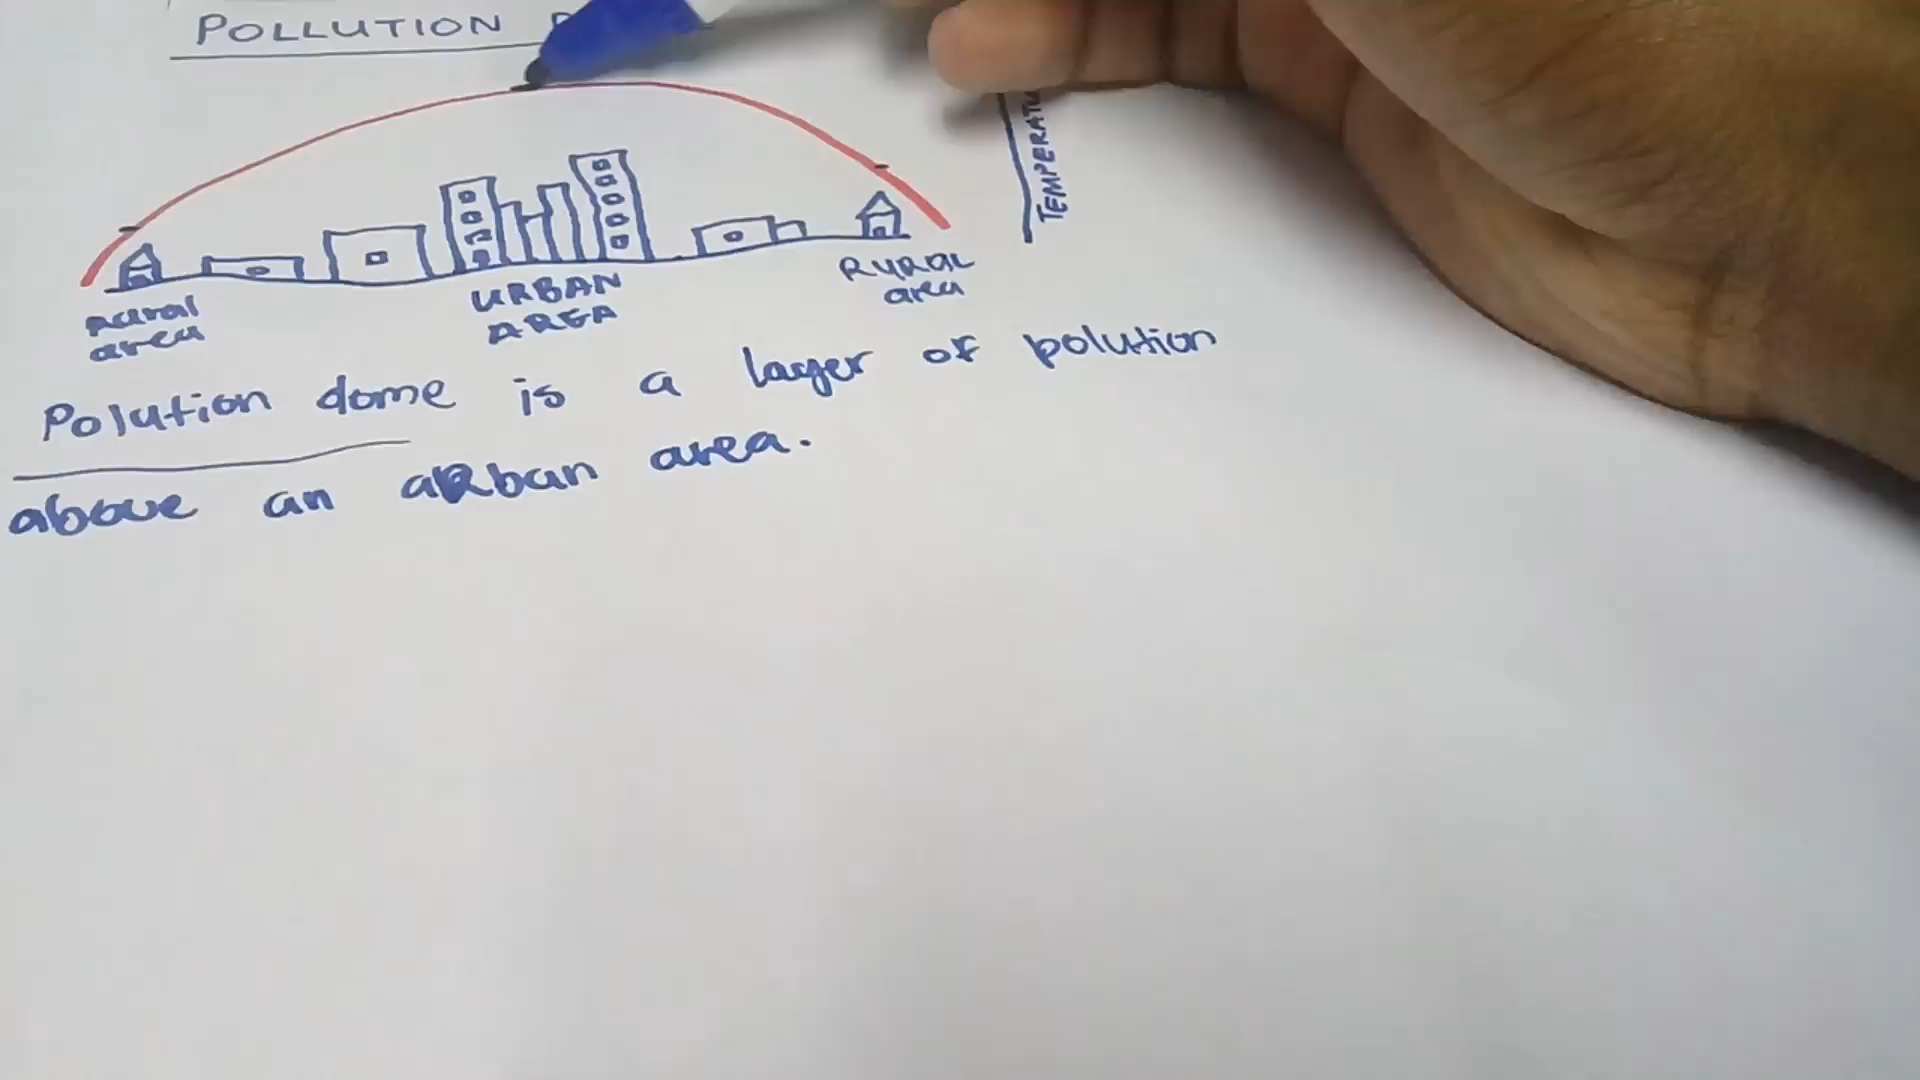 POLLUTION
TEMPERATU
Rural
area
URBAN
AREA
RURAL
area
Polution dome is a layer of polution
above an aRban area.